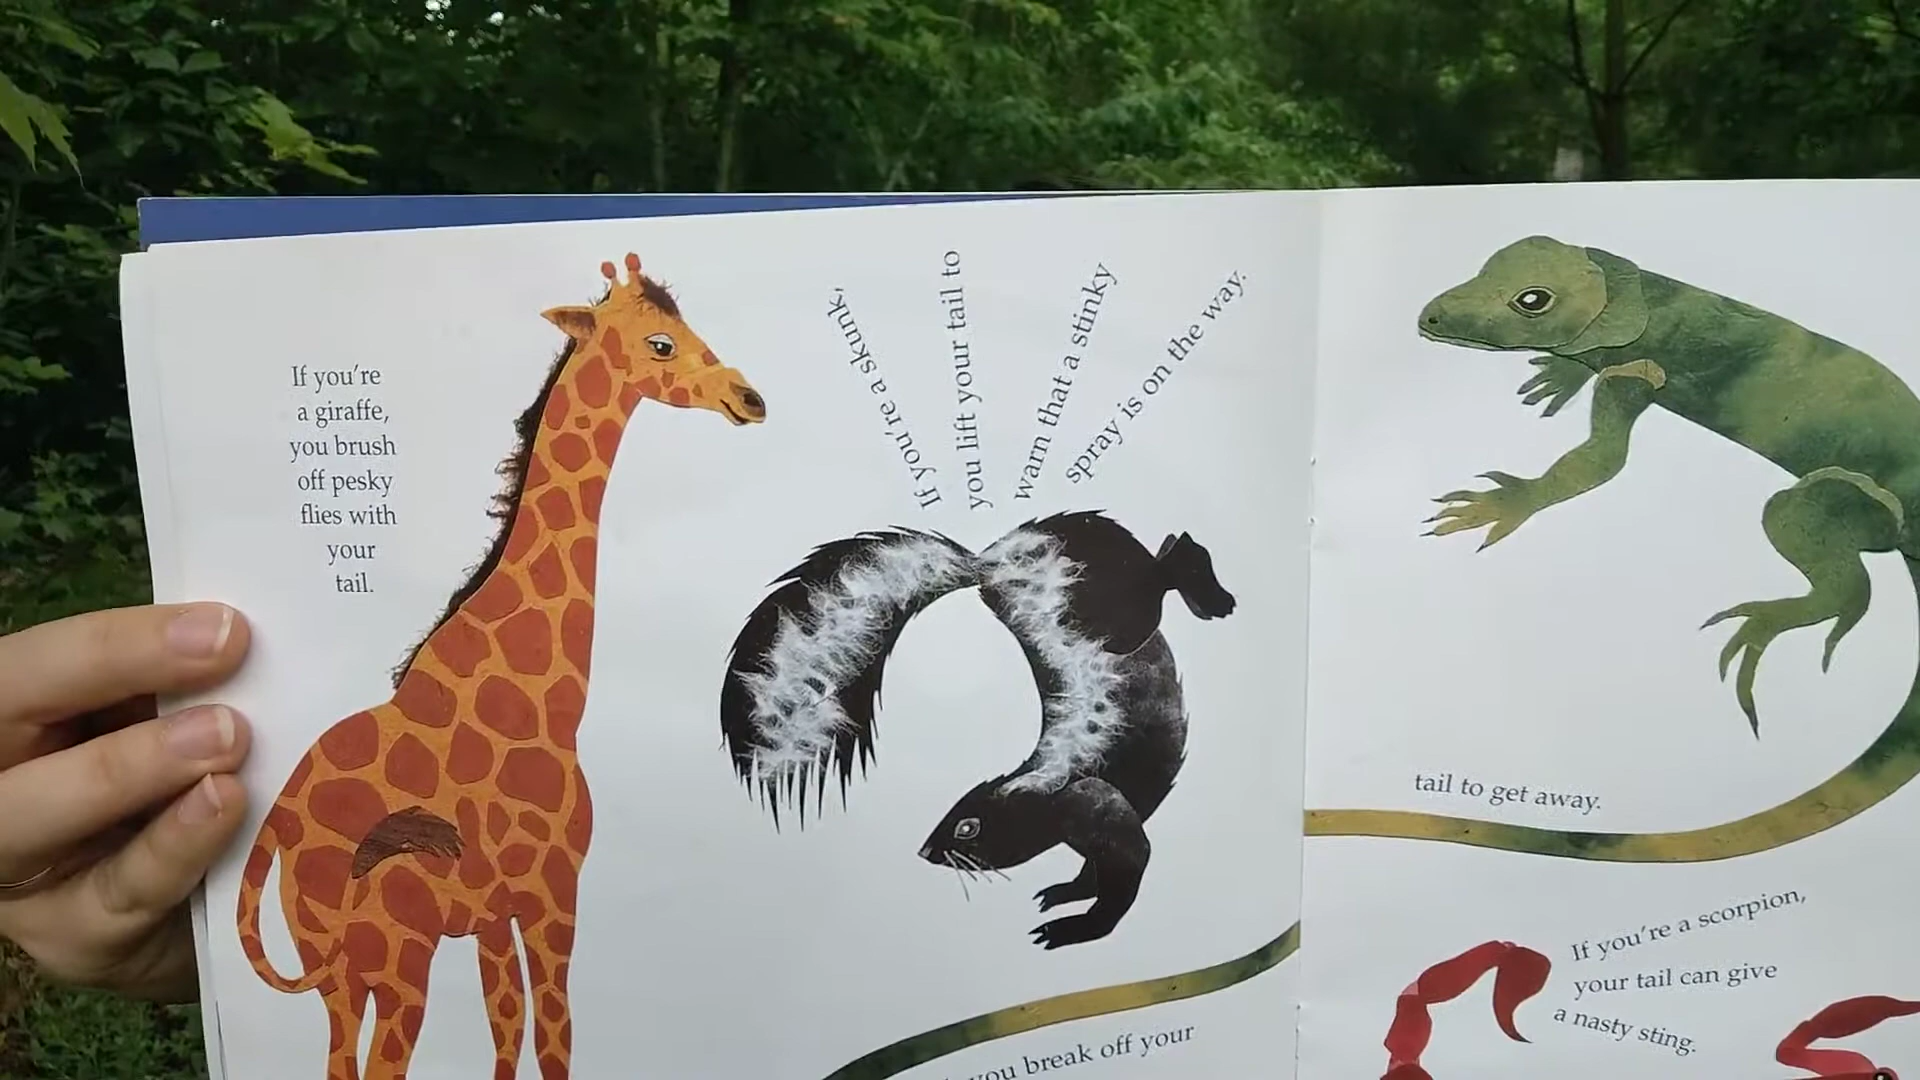 If you're
a giraffe,
you brush
off pesky
flies with
your
tail.
If you're a skunk,
you lift your tail to
warn that a stinky
spray is on the way.
you break off your
tail to get away.
If you're a scorpion,
your tail can give
a nasty sting.